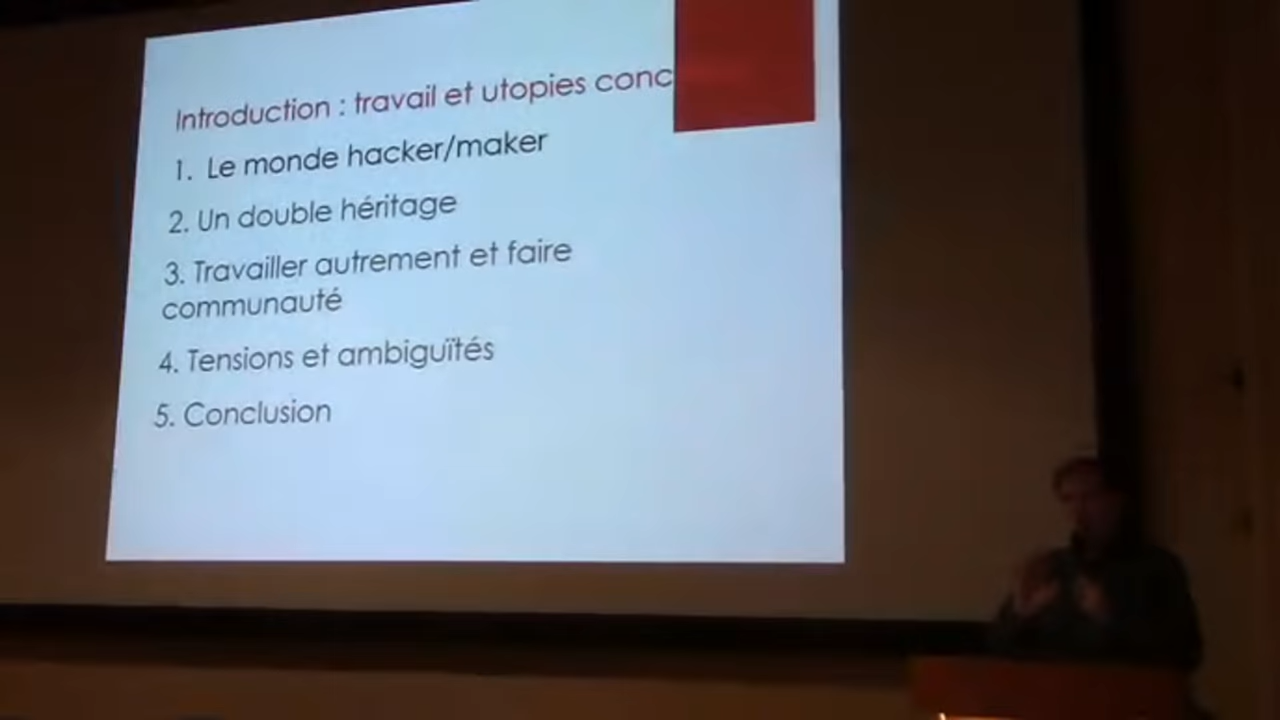 Introduction : travail et utopies conc
1. Le monde hacker/maker
2. Un double héritage
3. Travailler autrement et faire
communauté
4. Tensions et ambiguïtés
5. Conclusion